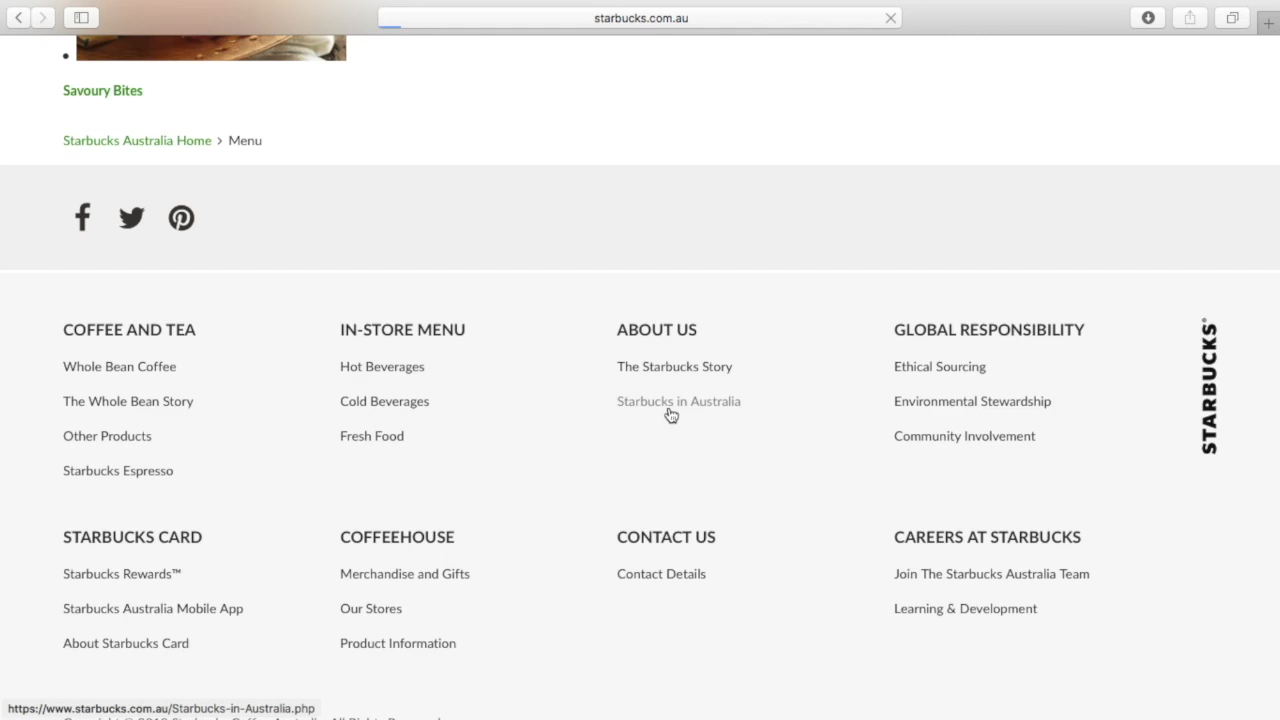 starbucks.com.au
Savoury Bites
Starbucks Australia Home > Menu
COFFEE AND TEA
Whole Bean Coffee
The Whole Bean Story
Other Products
Starbucks Espresso
IN-STORE MENU
Hot Beverages
Cold Beverages
Fresh Food
ABOUT US
The Starbucks Story
Starbucks in Australia
GLOBAL RESPONSIBILITY
Ethical Sourcing
Environmental Stewardship
Community Involvement
STARBUCKS®
STARBUCKS CARD
Starbucks Rewards™
Starbucks Australia Mobile App
About Starbucks Card
COFFEEHOUSE
Merchandise and Gifts
Our Stores
Product Information
CONTACT US
Contact Details
CAREERS AT STARBUCKS
Join The Starbucks Australia Team
Learning & Development
https://www.starbucks.com.au/Starbucks-in-Australia.php